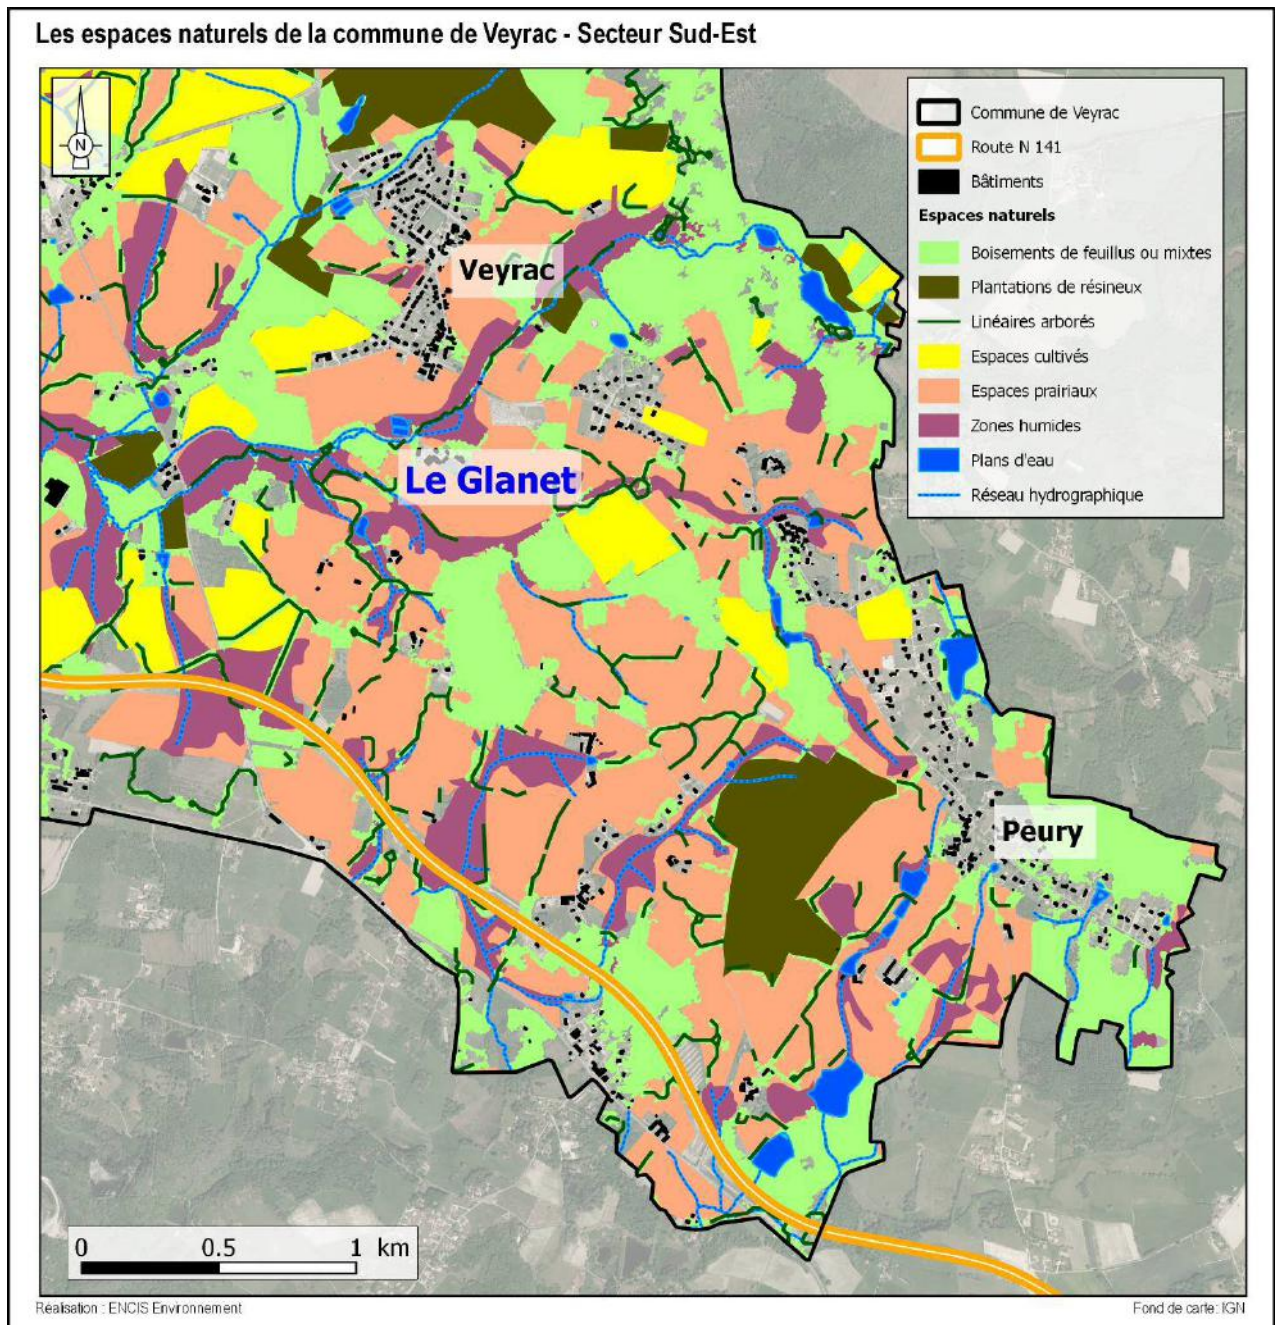 Les espaces naturels de la commune de Veyrac - Secteur Sud-Est
N
Commune de Veyrac
Route N 141
Bâtiments
Espaces naturels
Boisements de feuillus ou mixtes
Plantations de résineux
Linéaires arborés
Espaces cultivés
Espaces prairiaux
Zones humides
Plans d'eau
Réseau hydrographique
Veyrac
Le Glanet
Peury
0 0.5 1 km
Réalisation : ENCIS Environnement
Fond de carte: IGN